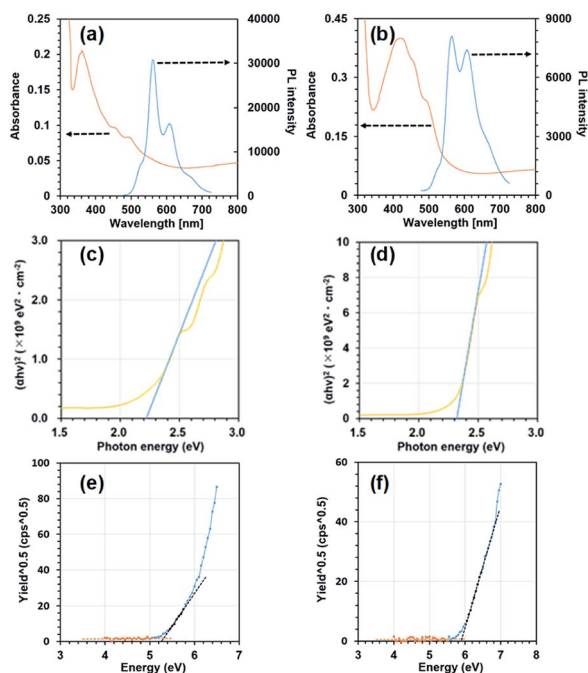 (a)
0.25
0.2
0.15
0.1
0.05
0
Absorbance
40000
30000
20000
10000
0
PL intensity
300 400 500 600 700 800
Wavelength [nm]
(b)
0.45
0.3
0.15
0
Absorbance
9000
6000
3000
0
PL intensity
300 400 500 600 700 800
Wavelength [nm]
(c)
3.0
2.0
1.0
0.0
(αhν)² (×10⁹ eV² · cm⁻²)
1.5 2.0 2.5 3.0
Photon energy (eV)
(d)
10
8
6
4
2
0
(αhν)² (×10⁹ eV² · cm⁻²)
1.5 2.0 2.5 3.0
Photon energy (eV)
(e)
100
80
60
40
20
0
Yield^0.5 (cps^0.5)
3 4 5 6 7
Energy (eV)
(f)
60
40
20
0
Yield^0.5 (cps^0.5)
3 4 5 6 7 8
Energy (eV)